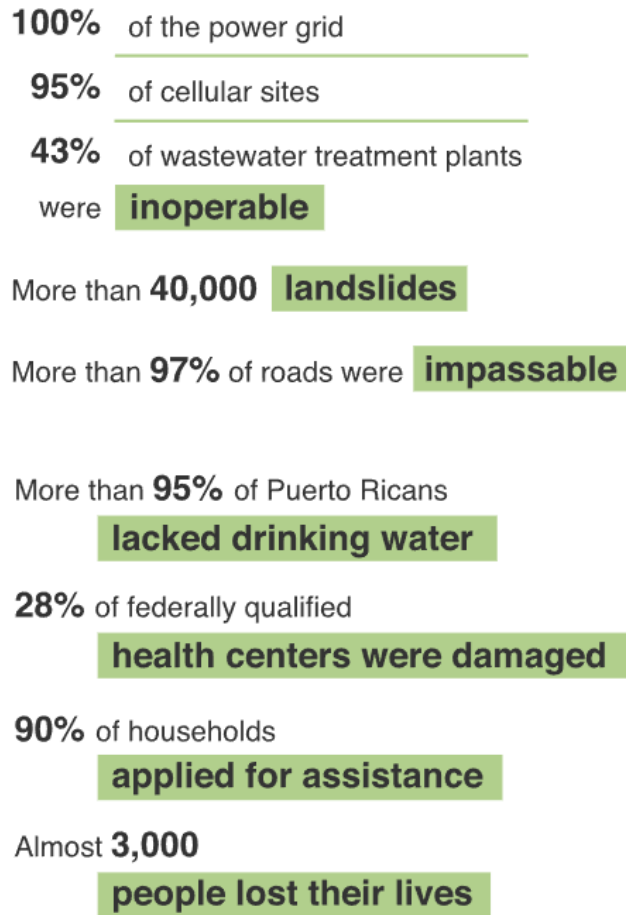 100% of the power grid
95% of cellular sites
43% of wastewater treatment plants
were inoperable
More than 40,000 landslides
More than 97% of roads were impassable
More than 95% of Puerto Ricans
lacked drinking water
28% of federally qualified
health centers were damaged
90% of households
applied for assistance
Almost 3,000
people lost their lives